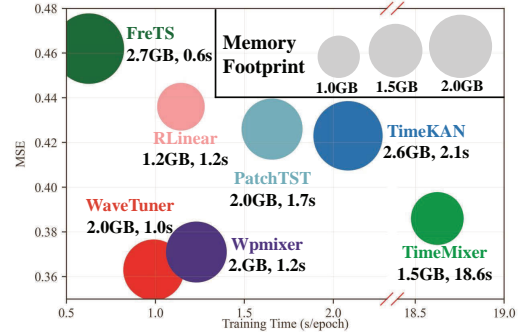 0.48
FreTS
2.7GB, 0.6s
Memory
Footprint
1.0GB
1.5GB
2.0GB
0.44
RLinear
1.2GB, 1.2s
PatchTST
2.0GB, 1.7s
TimeKAN
2.6GB, 2.1s
MSE
0.42
0.46
0.40
WaveTuner
2.0GB, 1.0s
Wpmixer
2.GB, 1.2s
TimeMixer
1.5GB, 18.6s
0.38
0.36
0.5
1.0
1.5
2.0
18.5
19.0
Training Time (s/epoch)